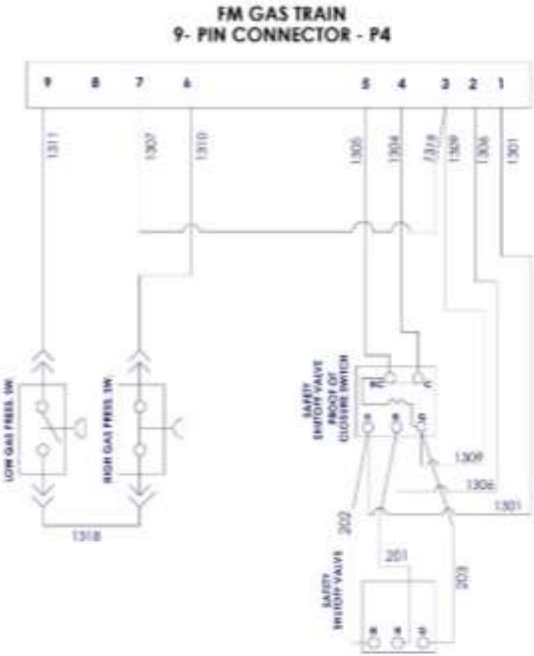 FM GAS TRAIN
9- PIN CONNECTOR - P4
9 8 7 6 5 4 3 2 1
1311 1307 1310 1305 1304 1319 1309 1306 1301
LOW GAS PRESS. SW.
HIGH GAS PRESS. SW.
SAFETY
SHUTOFF VALVE
PROOF OF
CLOSURE SWITCH
1309
1306
1301
1318
202
201
203
SAFETY
SHUTOFF VALVE